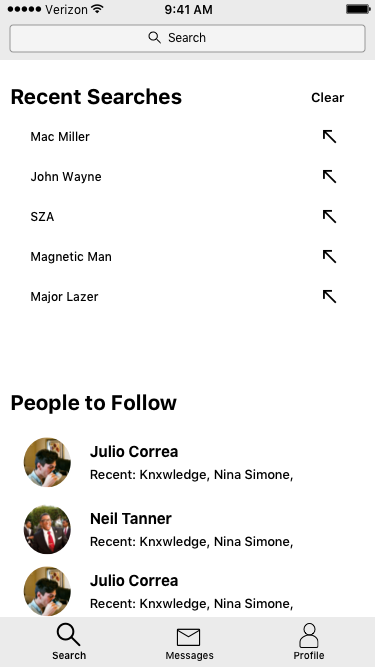 Verizon 9:41 AM
Search
Recent Searches Clear
Mac Miller
John Wayne
SZA
Magnetic Man
Major Lazer
People to Follow
Julio Correa
Recent: Knxwledge, Nina Simone,
Neil Tanner
Recent: Knxwledge, Nina Simone,
Julio Correa
Recent: Knxwledge, Nina Simone,
Search Messages Profile